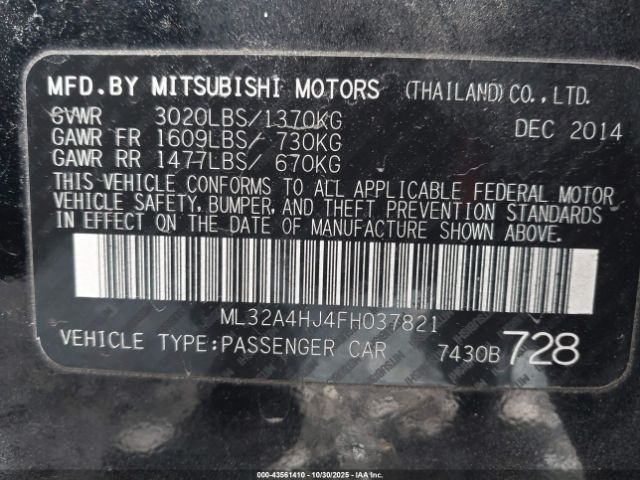 MFD.BY MITSUBISHI MOTORS (THAILAND)CO.,LTD.
GVWR 3020LBS/1370KG DEC 2014
GAWR FR 1609LBS/ 730KG
GAWR RR 1477LBS/ 670KG
THIS VEHICLE CONFORMS TO ALL APPLICABLE FEDERAL MOTOR
VEHICLE SAFETY, BUMPER, AND THEFT PREVENTION STANDARDS
IN EFFECT ON THE DATE OF MANUFACTURE SHOWN ABOVE.
ML32A4HJ4FH037821
VEHICLE TYPE:PASSENGER CAR 7430B 728
000-43561410 | 10/30/2025 - IAA Inc.